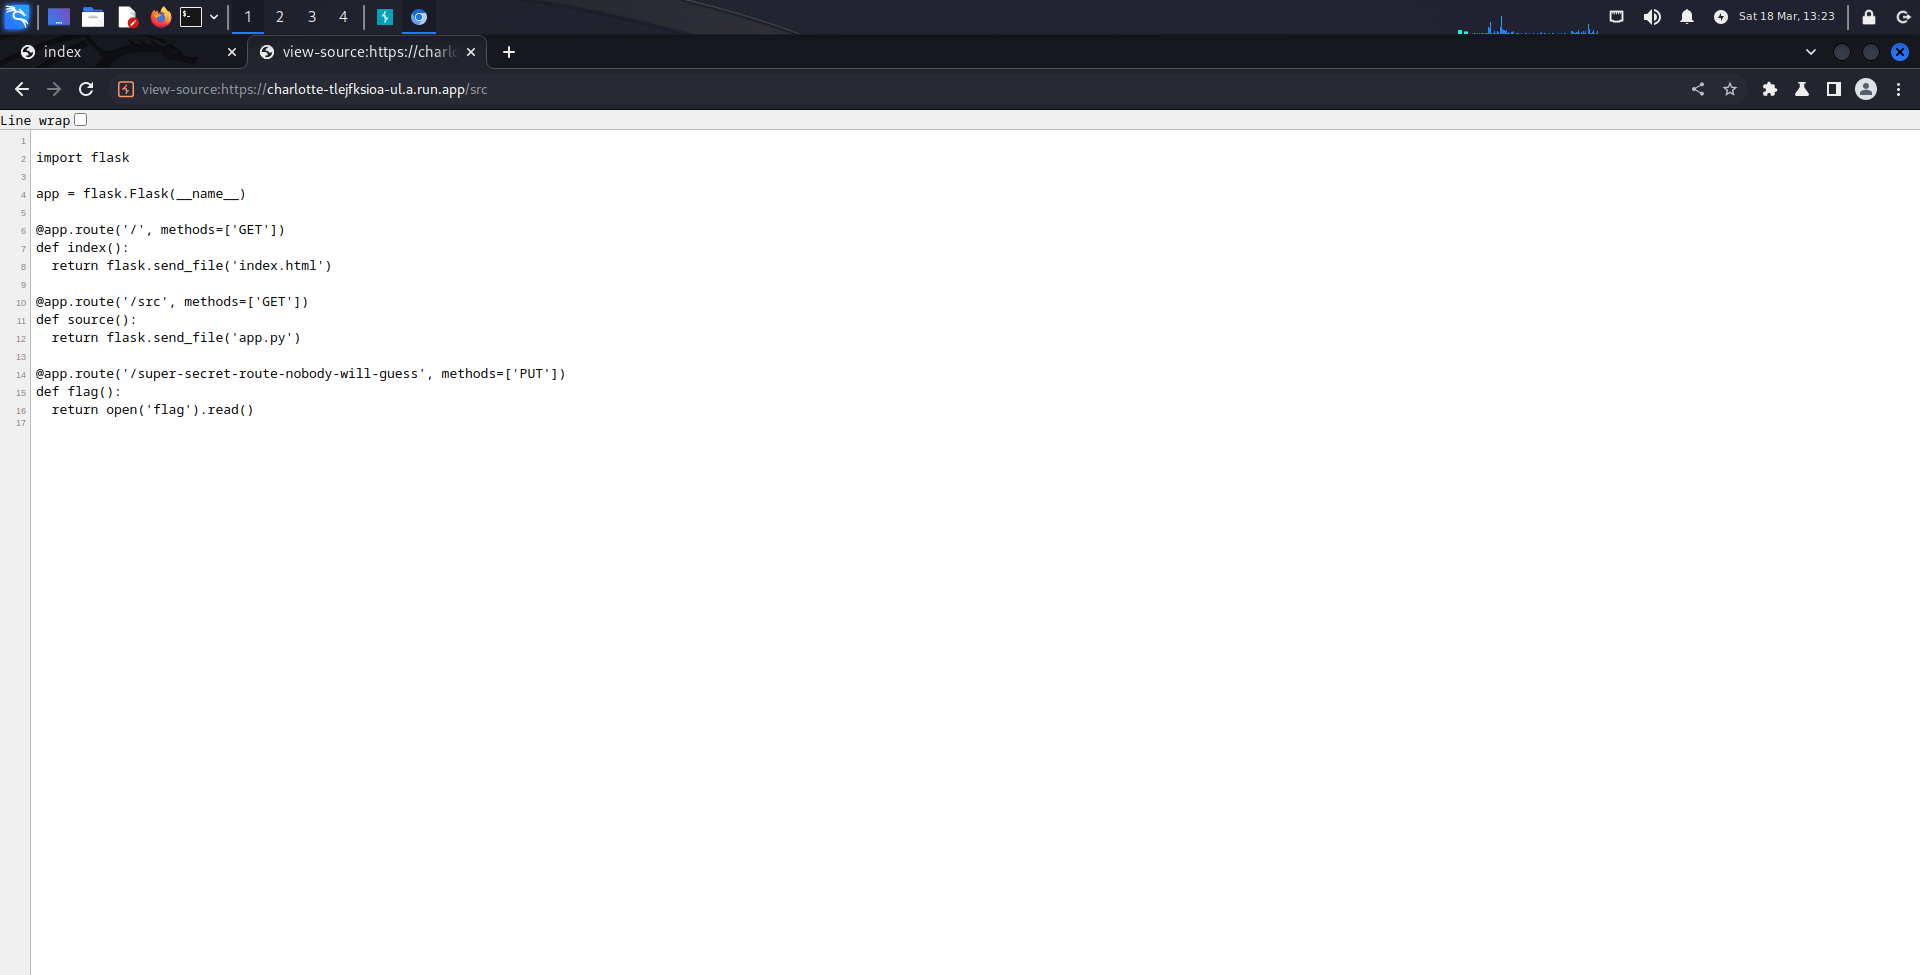 1 2 3 4 Sat 18 Mar, 13:23
index view-source:https://charlo
view-source:https://charlotte-tlejfksioa-ul.a.run.app/src
Line wrap
1
2 import flask
3
4 app = flask.Flask(__name__)
5
6 @app.route('/', methods=['GET'])
7 def index():
8   return flask.send_file('index.html')
9
10 @app.route('/src', methods=['GET'])
11 def source():
12   return flask.send_file('app.py')
13
14 @app.route('/super-secret-route-nobody-will-guess', methods=['PUT'])
15 def flag():
16   return open('flag').read()
17